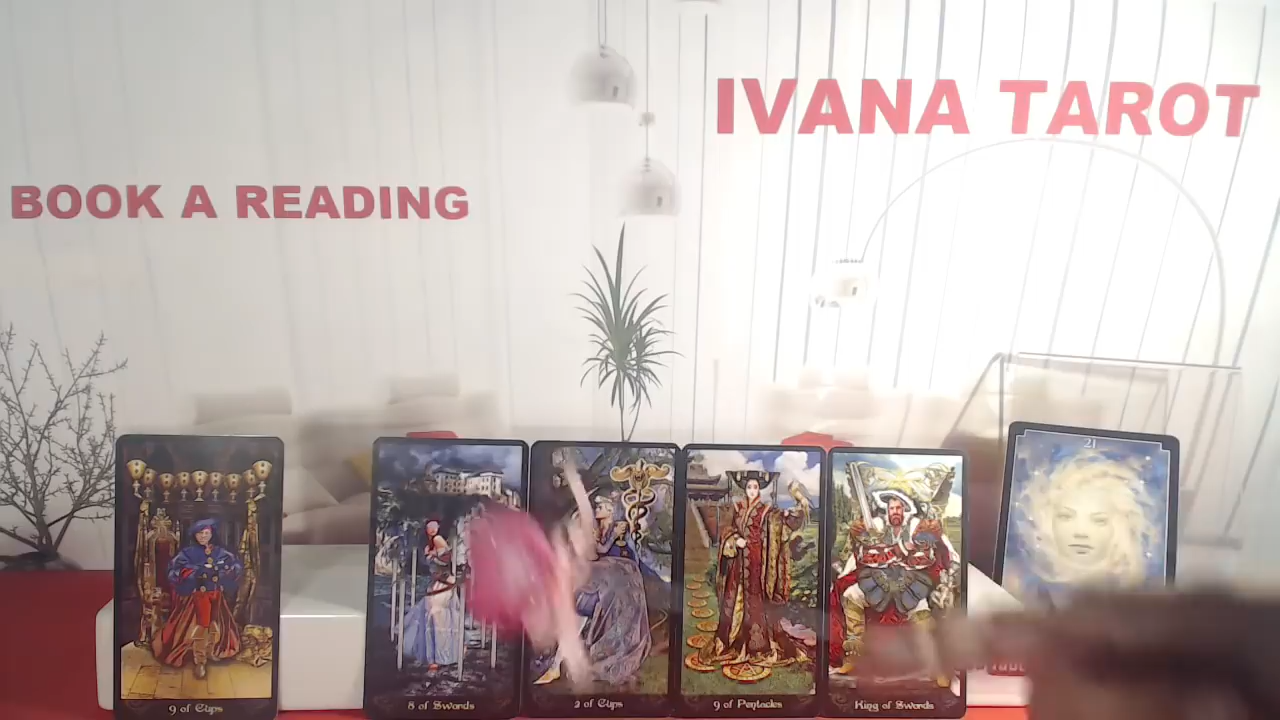 IVANA TAROT
BOOK A READING
21
9 of Cups
8 of Swords
2 of Cups
9 of Pentacles
King of Swords